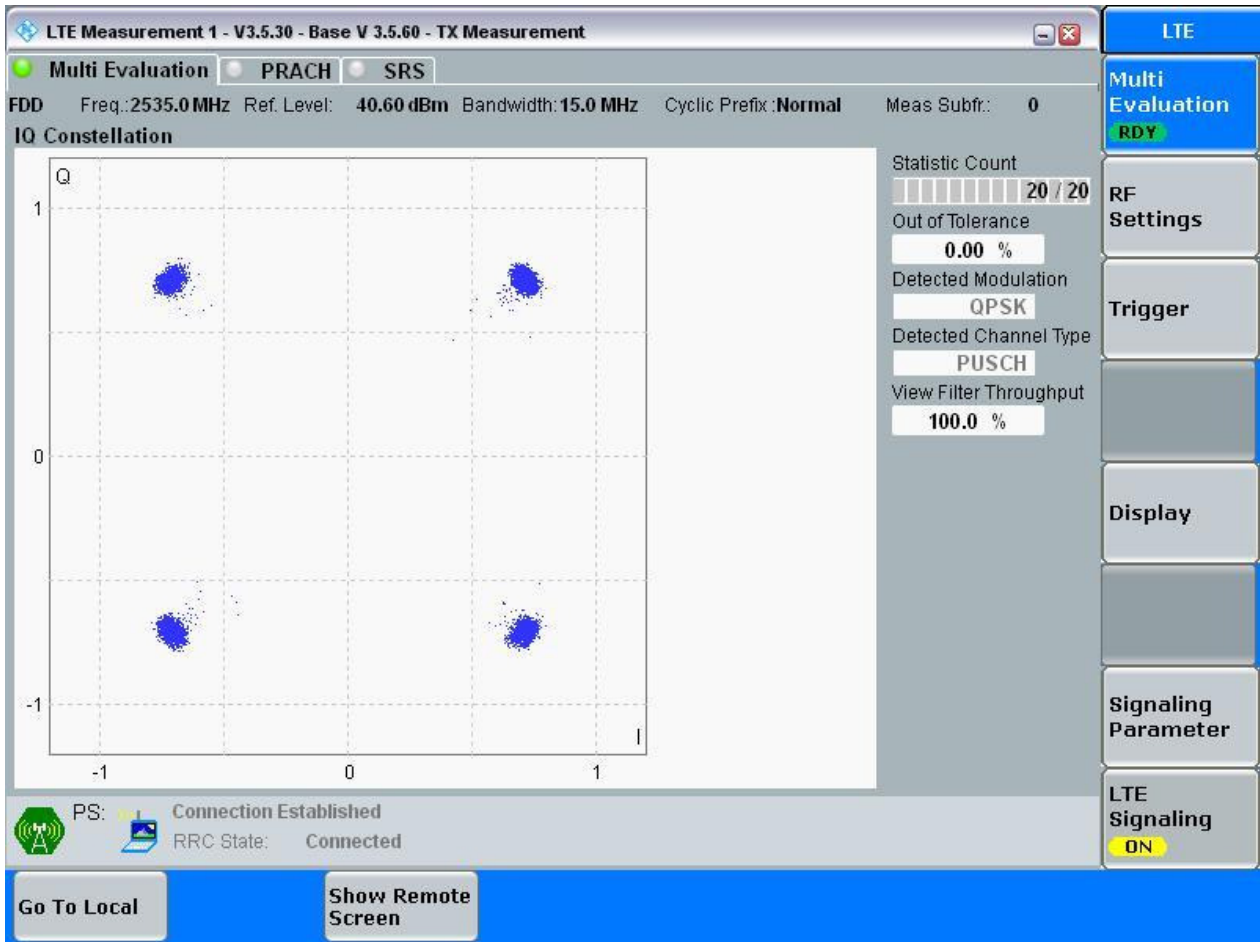 LTE Measurement 1 - V3.5.30 - Base V 3.5.60 - TX Measurement
LTE
Multi Evaluation PRACH SRS
Multi
Evaluation
RDY
FDD Freq.:2535.0 MHz Ref. Level: 40.60 dBm Bandwidth:15.0 MHz Cyclic Prefix :Normal Meas Subfr.: 0
IQ Constellation
Q
1
0
-1
-1 0 1
I
Statistic Count
20 / 20
Out of Tolerance
0.00 %
Detected Modulation
QPSK
Detected Channel Type
PUSCH
View Filter Throughput
100.0 %
RF
Settings
Trigger
Display
Signaling
Parameter
LTE
Signaling
ON
PS: Connection Established
RRC State: Connected
Go To Local
Show Remote
Screen